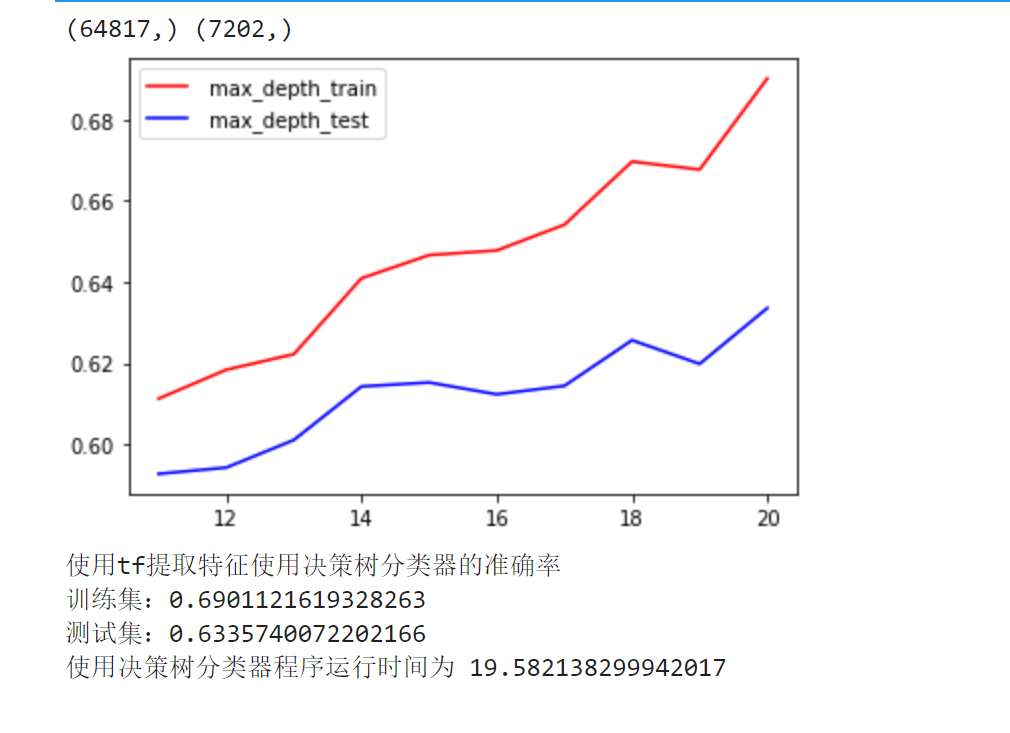 (64817,) (7202,)
max_depth_train
max_depth_test
0.68
0.66
0.64
0.62
0.60
12 14 16 18 20
使用tf提取特征使用决策树分类器的准确率
训练集：0.6901121619328263
测试集：0.6335740072202166
使用决策树分类器程序运行时间为 19.582138299942017